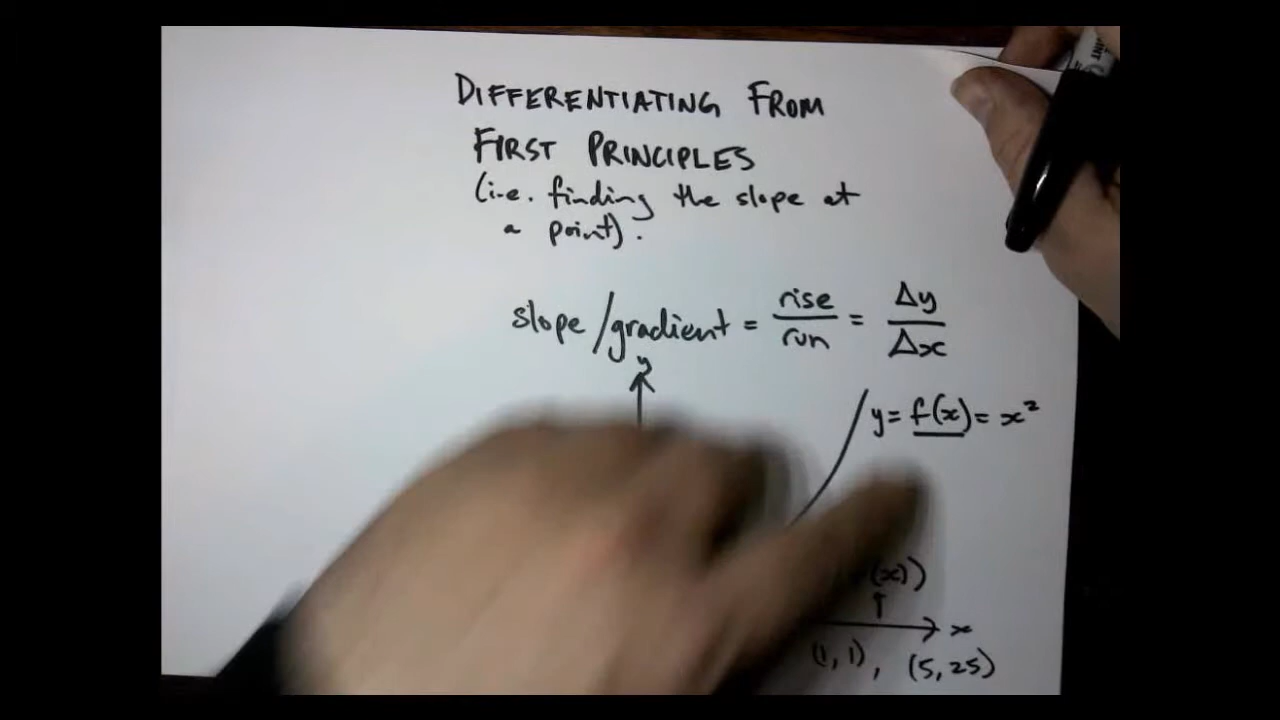 DIFFERENTIATING FROM
FIRST PRINCIPLES
(i.e. finding the slope at
a point).
slope/gradient = rise/run = Δy/Δx
y
y = f(x) = x²
(x))
x
(1,1), (5,25)